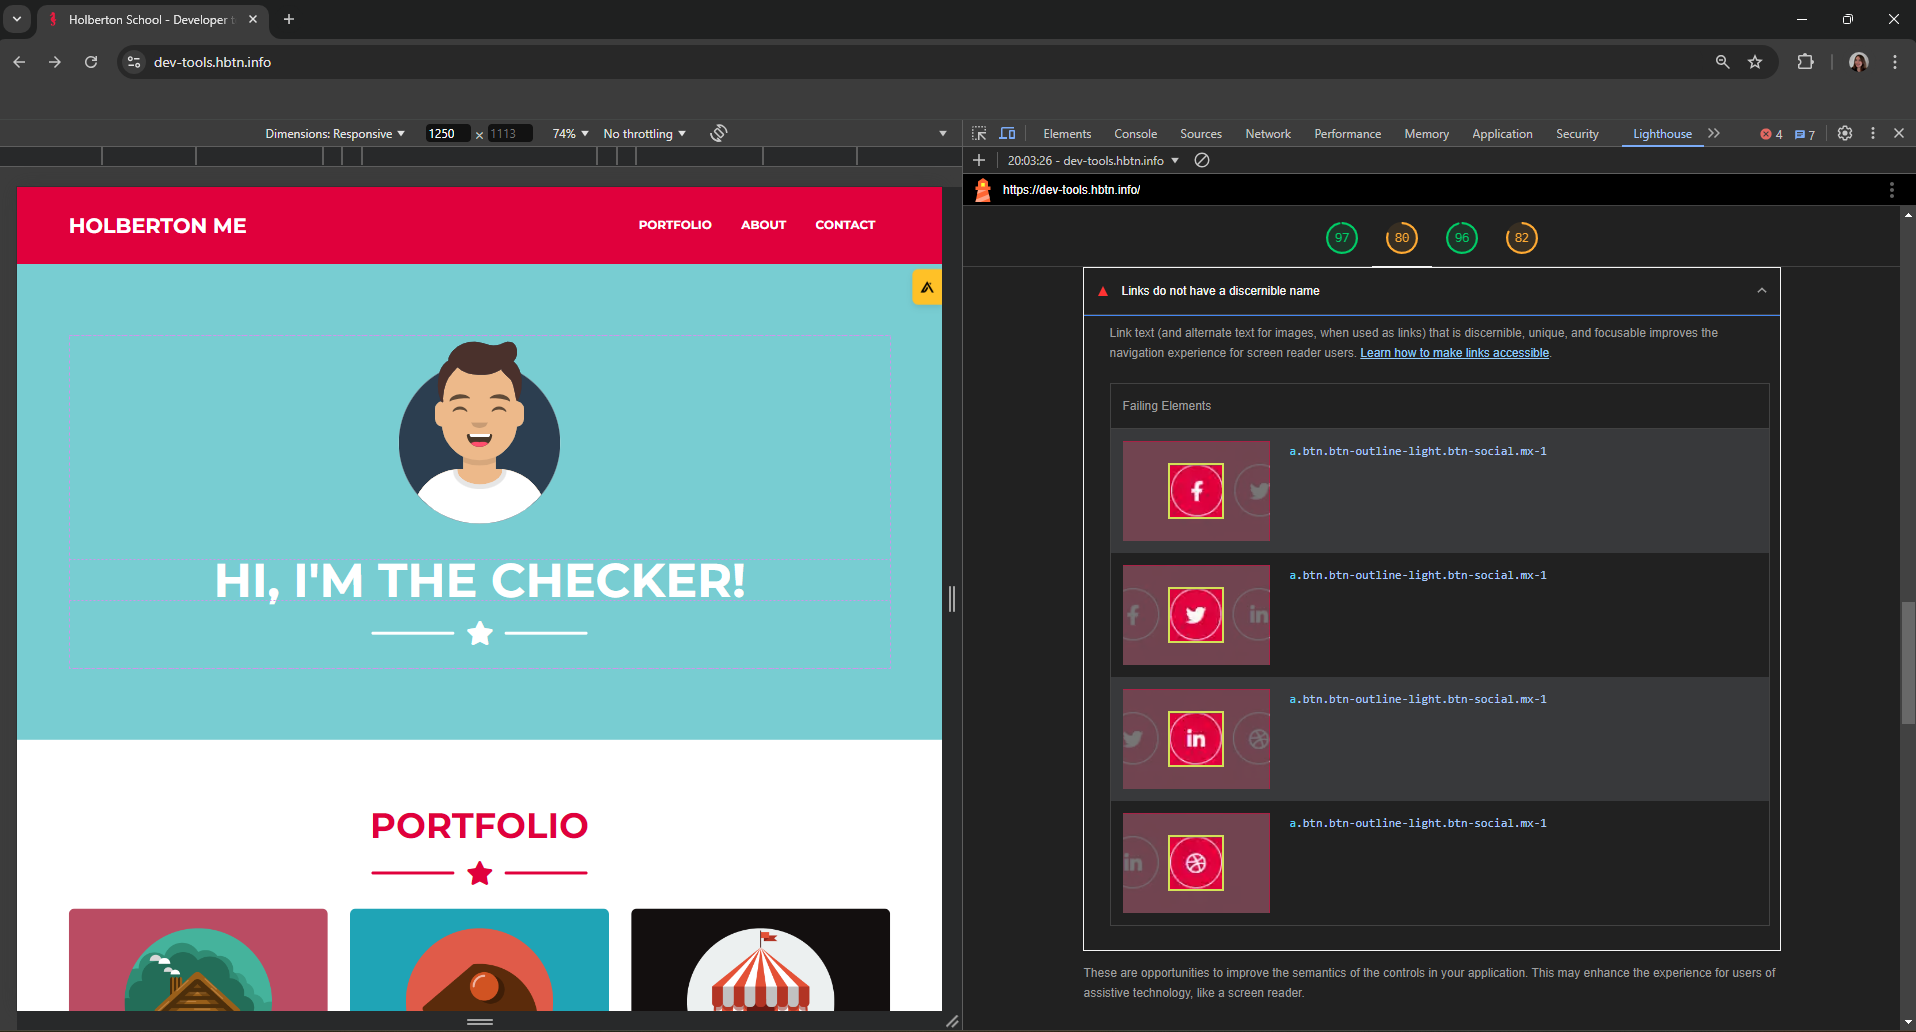 Holberton School - Developer t
dev-tools.hbtn.info
Dimensions: Responsive
1250 × 1113
74%
No throttling
Elements
Console
Sources
Network
Performance
Memory
Application
Security
Lighthouse
4
7
20:03:26 - dev-tools.hbtn.info
https://dev-tools.hbtn.info/
97
80
96
82
HOLBERTON ME
PORTFOLIO
ABOUT
CONTACT
HI, I'M THE CHECKER!
PORTFOLIO
Links do not have a discernible name
Link text (and alternate text for images, when used as links) that is discernible, unique, and focusable improves the
navigation experience for screen reader users. Learn how to make links accessible.
Failing Elements
a.btn.btn-outline-light.btn-social.mx-1
a.btn.btn-outline-light.btn-social.mx-1
a.btn.btn-outline-light.btn-social.mx-1
a.btn.btn-outline-light.btn-social.mx-1
These are opportunities to improve the semantics of the controls in your application. This may enhance the experience for users of
assistive technology, like a screen reader.